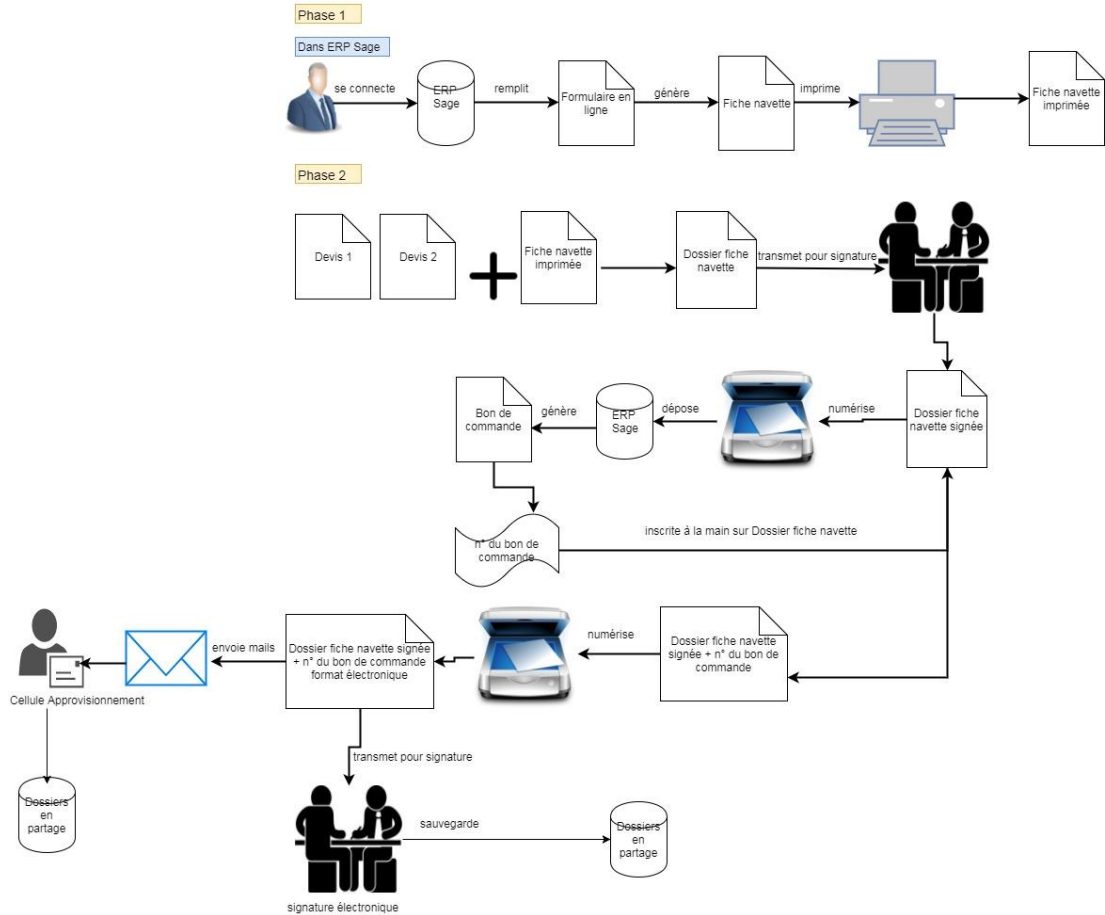 Phase 1
Dans ERP Sage
se connecte
ERP
Sage
remplit
Formulaire en
ligne
génère
Fiche navette
imprime
Fiche navette
imprimée
Phase 2
Devis 1
Devis 2
Fiche navette
imprimée
Dossier fiche
navette
transmet pour signature
Bon de
commande
génère
ERP
Sage
dépose
numérise
Dossier fiche
navette signée
n° du bon de
commande
inscrite à la main sur Dossier fiche navette
Cellule Approvisionnement
envoie mails
Dossier fiche navette signée
+ n° du bon de commande
format électronique
numérise
Dossier fiche navette
signée + n° du bon de
commande
transmet pour signature
Dossiers
en
partage
sauvegarde
Dossiers
en
partage
signature électronique